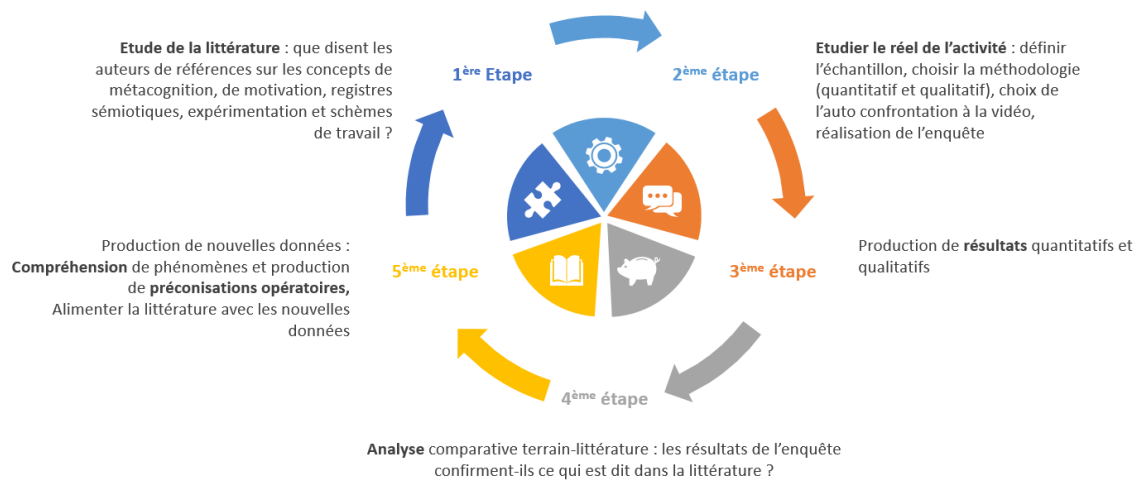 1ère Etape
Etude de la littérature : que disent les
auteurs de références sur les concepts de
métacognition, de motivation, registres
sémiotiques, expérimentation et schèmes
de travail ?
2ème étape
Etudier le réel de l’activité : définir
l’échantillon, choisir la méthodologie
(quantitatif et qualitatif), choix de
l’auto confrontation à la vidéo,
réalisation de l’enquête
3ème étape
Production de résultats quantitatifs et
qualitatifs
4ème étape
Analyse comparative terrain-littérature : les résultats de l’enquête
confirment-ils ce qui est dit dans la littérature ?
5ème étape
Production de nouvelles données :
Compréhension de phénomènes et production
de préconisations opératoires,
Alimenter la littérature avec les nouvelles
données